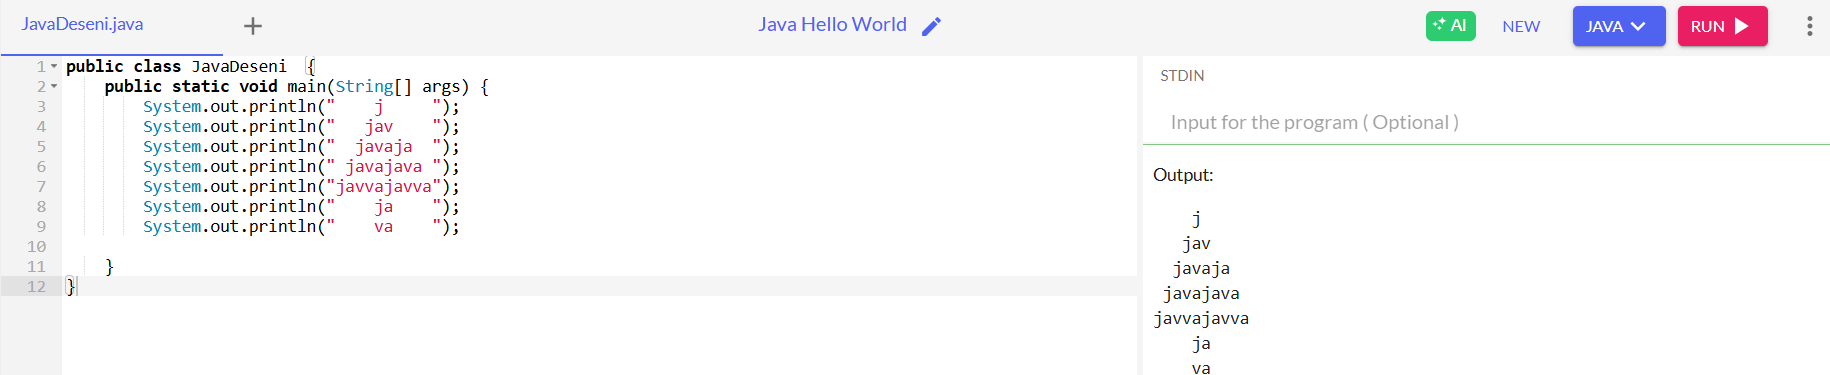 JavaDeseni.java + Java Hello World AI NEW JAVA RUN
1 public class JavaDeseni  {
2     public static void main(String[] args) {
3         System.out.println("    j     ");
4         System.out.println("   jav    ");
5         System.out.println("  javaja  ");
6         System.out.println(" javajava ");
7         System.out.println("javvajavva");
8         System.out.println("    ja    ");
9         System.out.println("    va    ");
10
11     }
12 }
STDIN
Input for the program ( Optional )
Output:
    j
   jav
  javaja
 javajava
javvajavva
    ja
    va